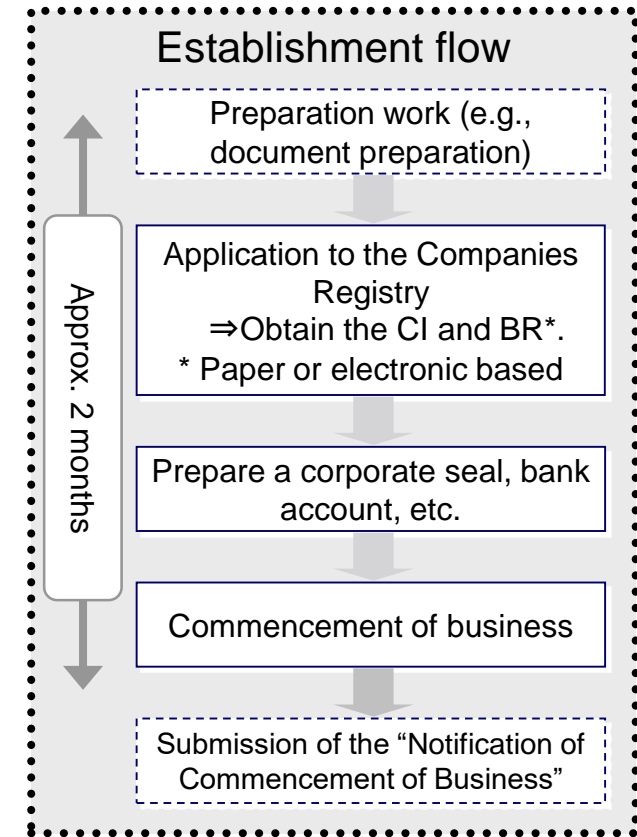 Establishment flow
Preparation work (e.g.,
document preparation)
Application to the Companies
Registry
⇒Obtain the CI and BR*.
* Paper or electronic based
Approx. 2 months
Prepare a corporate seal, bank
account, etc.
Commencement of business
Submission of the “Notification of
Commencement of Business”